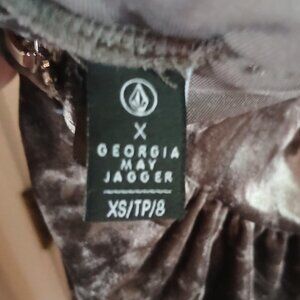 X
GEORGIA
MAY
JAGGER
XS/TP/8